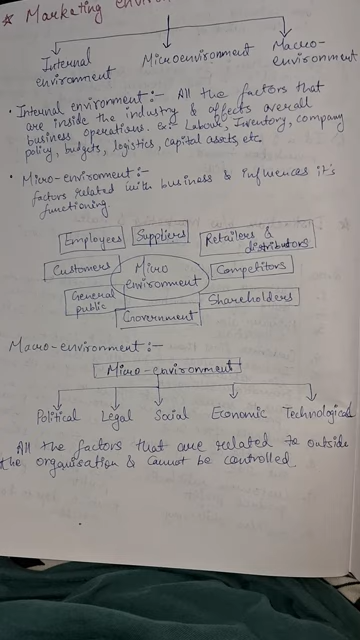 * Marketing environ
Internal environment
Microenvironment
Macro-environment
• Internal environment :- All the factors that
are inside the industry & affects overall
business operations. Ex:- Labour, Inventory, company
policy, budgets, logistics, capital assets, etc.
• Micro-environment :-
factors related with business & influences it's
functioning
Employees
Suppliers
Retailers & distributors
Customers
Micro environment
Competitors
General public
Government
Shareholders
Macro-environment :-
Micro-environment
Political Legal Social Economic Technological
All the factors that are related to outside
the organisation & cannot be controlled.